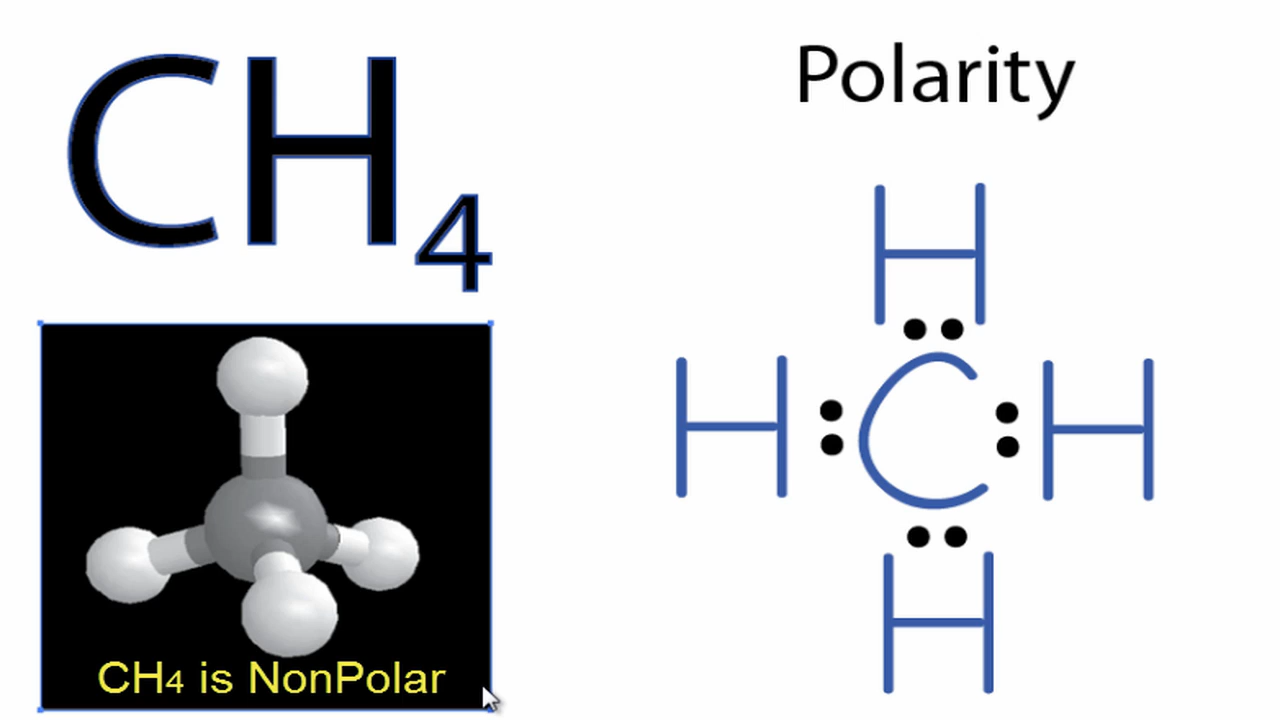 CH₄
Polarity
H
H : C : H
H
CH₄ is NonPolar